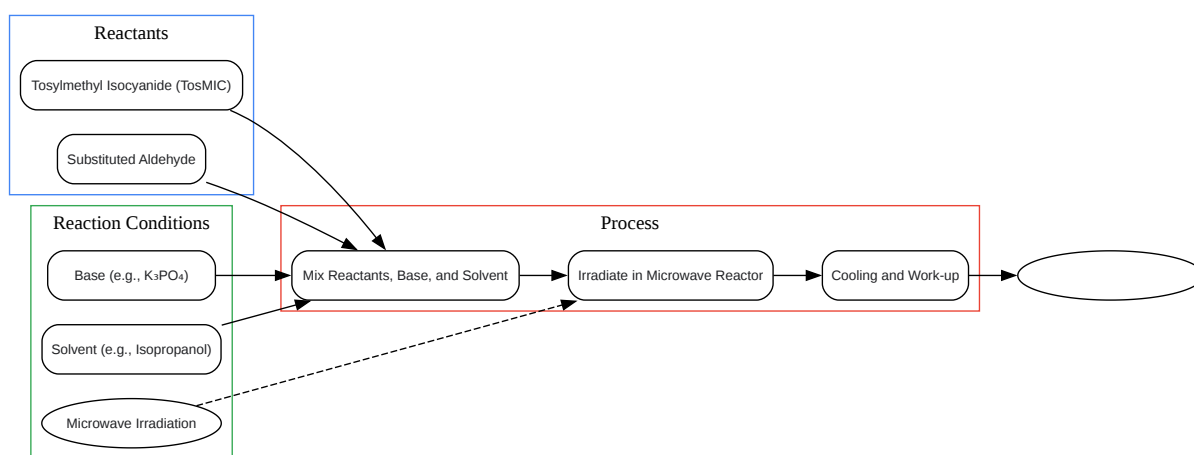 Reactants
Tosylmethyl Isocyanide (TosMIC)
Substituted Aldehyde
Reaction Conditions
Base (e.g., K₃PO₄)
Solvent (e.g., Isopropanol)
Microwave Irradiation
Process
Mix Reactants, Base, and Solvent
Irradiate in Microwave Reactor
Cooling and Work-up